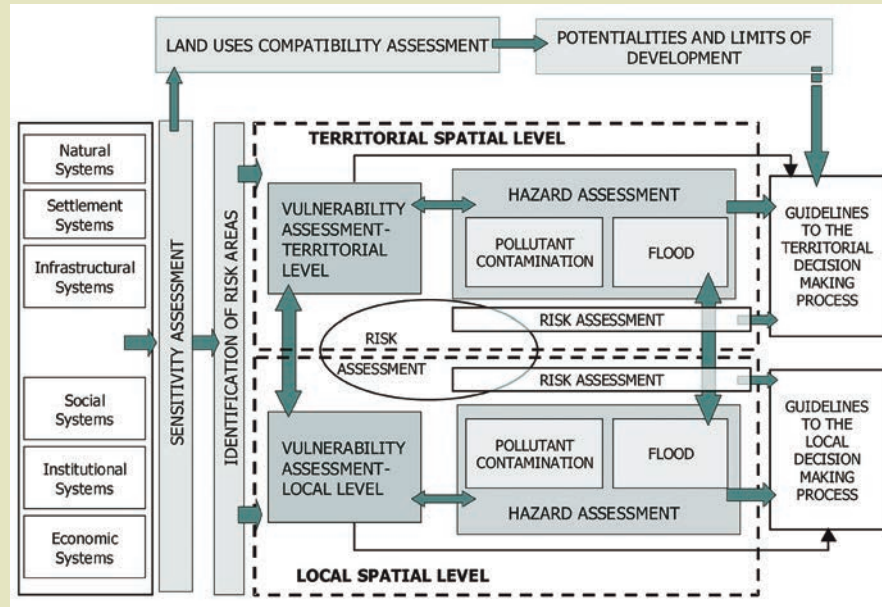 LAND USES COMPATIBILITY ASSESSMENT
POTENTIALITIES AND LIMITS OF
DEVELOPMENT
Natural
Systems
Settlement
Systems
Infrastructural
Systems
Social
Systems
Institutional
Systems
Economic
Systems
SENSITIVITY ASSESSMENT
IDENTIFICATION OF RISK AREAS
TERRITORIAL SPATIAL LEVEL
VULNERABILITY
ASSESSMENT-
TERRITORIAL
LEVEL
HAZARD ASSESSMENT
POLLUTANT
CONTAMINATION
FLOOD
RISK ASSESSMENT
RISK
ASSESSMENT
RISK ASSESSMENT
VULNERABILITY
ASSESSMENT-
LOCAL LEVEL
POLLUTANT
CONTAMINATION
FLOOD
HAZARD ASSESSMENT
LOCAL SPATIAL LEVEL
GUIDELINES
TO THE
TERRITORIAL
DECISION
MAKING
PROCESS
GUIDELINES
TO THE
LOCAL
DECISION
MAKING
PROCESS